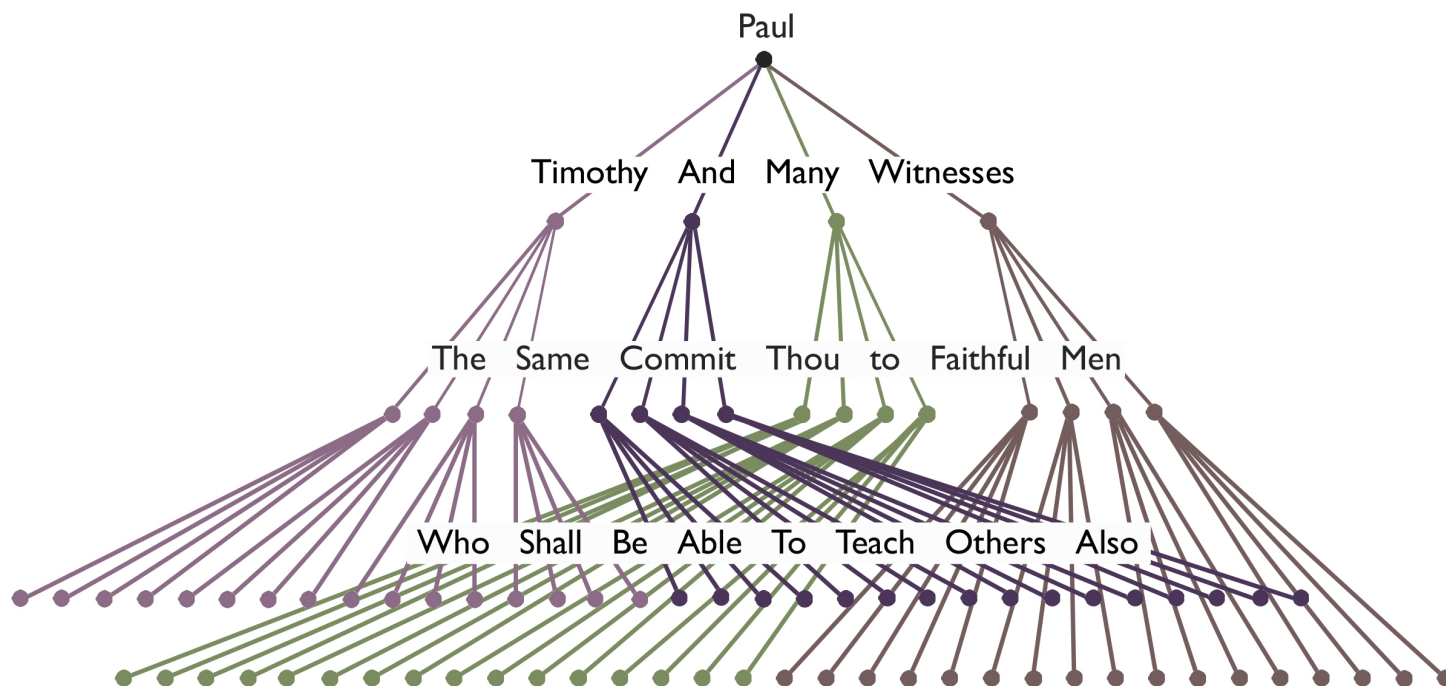 Paul
Timothy And Many Witnesses
The Same Commit Thou to Faithful Men
Who Shall Be Able To Teach Others Also